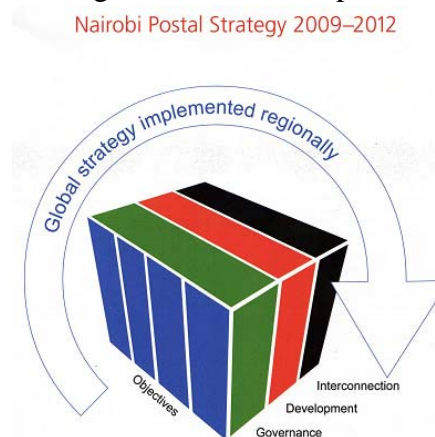 Nairobi Postal Strategy 2009–2012
Global strategy implemented regionally
Objectives
Interconnection
Development
Governance